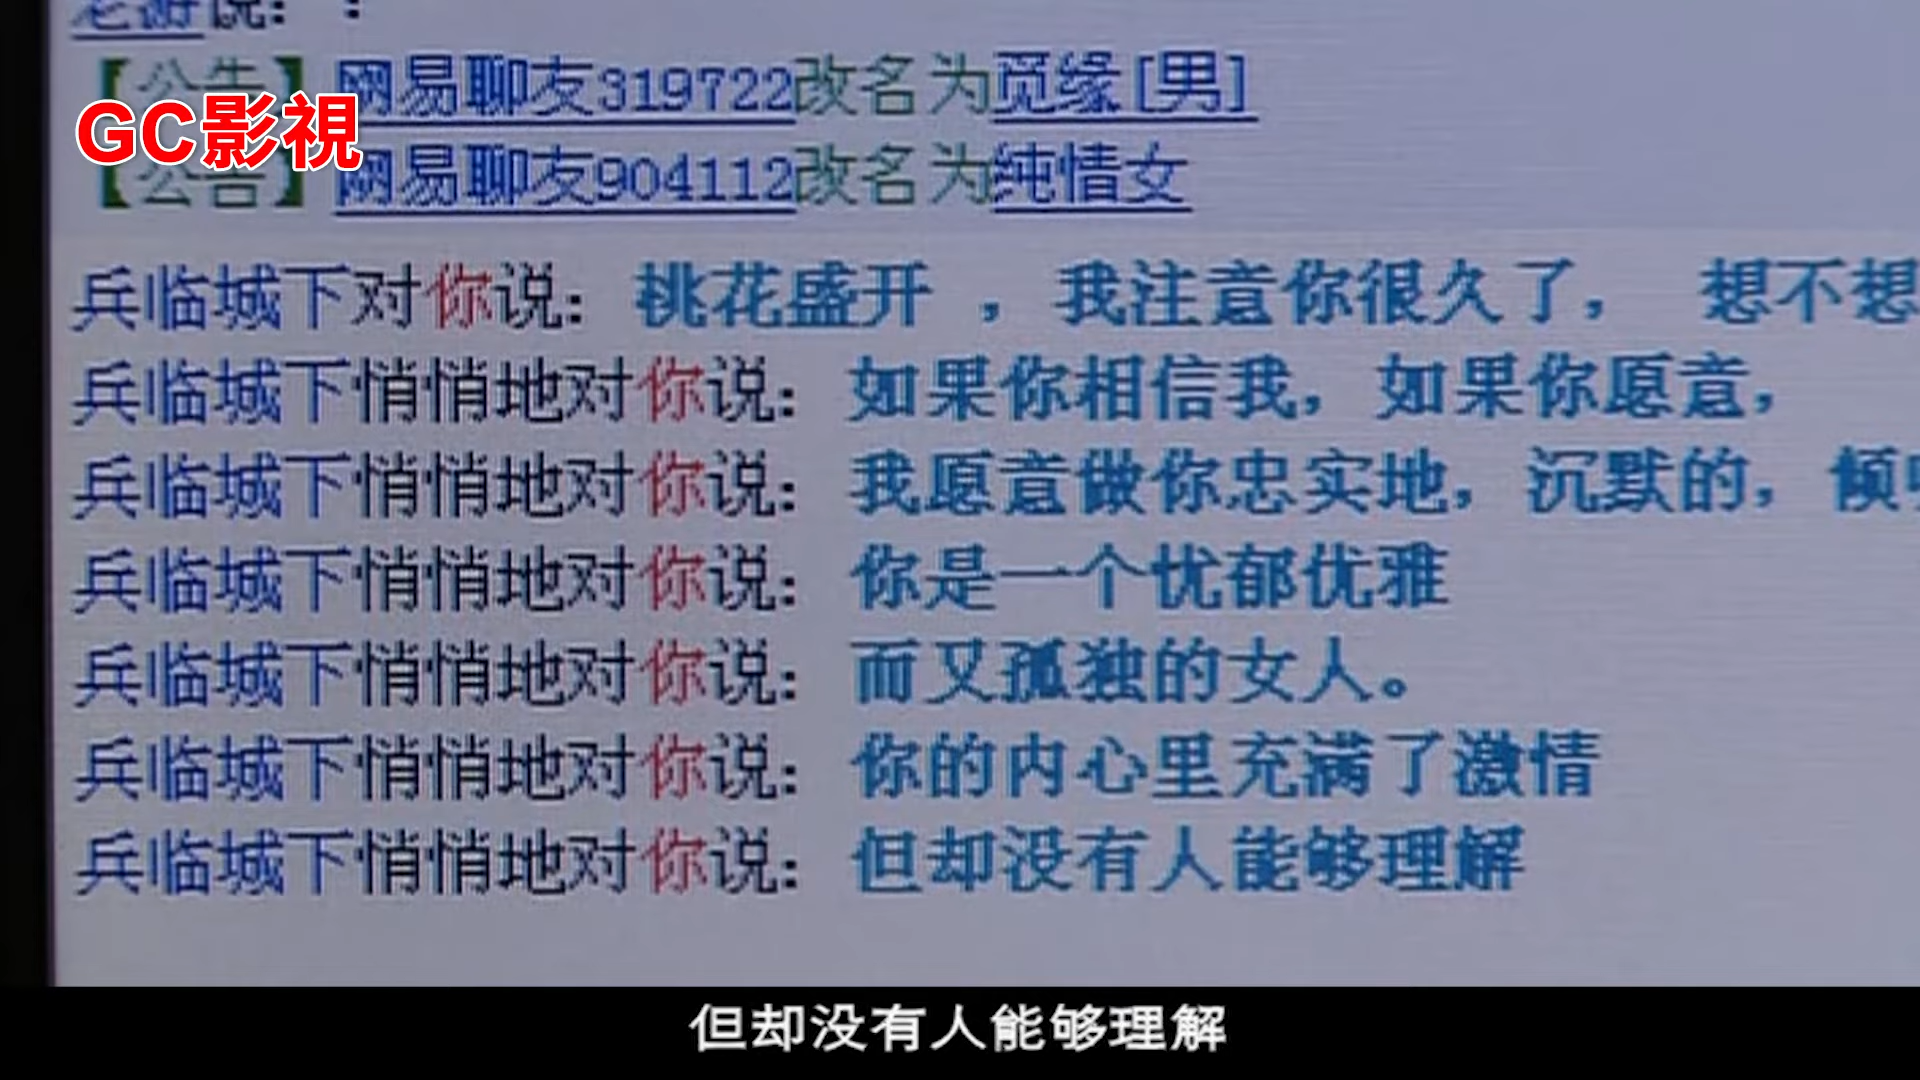 老游说：：
【公告】网易聊友319722改名为觅缘[男]
GC影視
【公告】网易聊友904112改名为纯情女
兵临城下对你说：桃花盛开 ，我注意你很久了， 想不想
兵临城下悄悄地对你说：如果你相信我，如果你愿意，
兵临城下悄悄地对你说：我愿意做你忠实地，沉默的，倾
兵临城下悄悄地对你说：你是一个忧郁优雅
兵临城下悄悄地对你说：而又孤独的女人。
兵临城下悄悄地对你说：你的内心里充满了激情
兵临城下悄悄地对你说：但却没有人能够理解
但却没有人能够理解